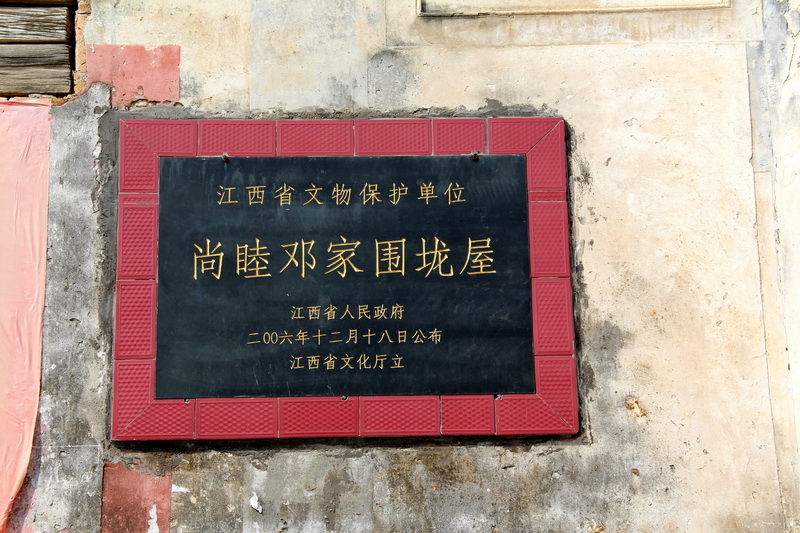 江西省文物保护单位
尚睦邓家围垅屋
江西省人民政府
二〇〇六年十二月十八日公布
江西省文化厅立